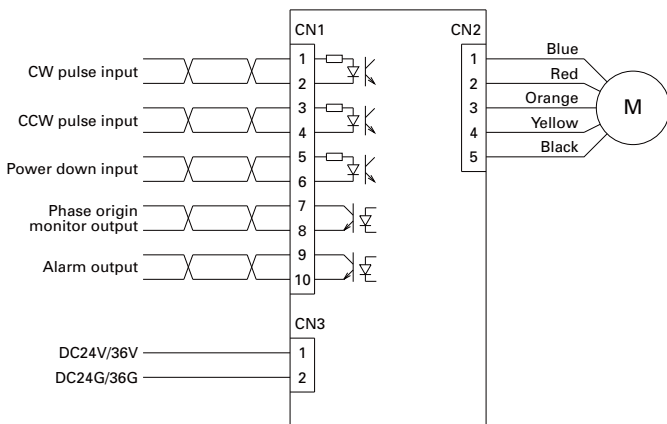 CN1
CW pulse input
1
2
CCW pulse input
3
4
Power down input
5
6
Phase origin
monitor output
7
8
Alarm output
9
10
CN2
1
2
3
4
5
Blue
Red
Orange
Yellow
Black
M
CN3
DC24V/36V
1
DC24G/36G
2